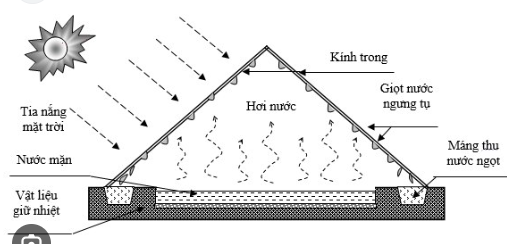 Kính trong
Giọt nước
ngưng tụ
Hơi nước
Tia nắng
mặt trời
Máng thu
nước ngọt
Nước mặn
Vật liệu
giữ nhiệt